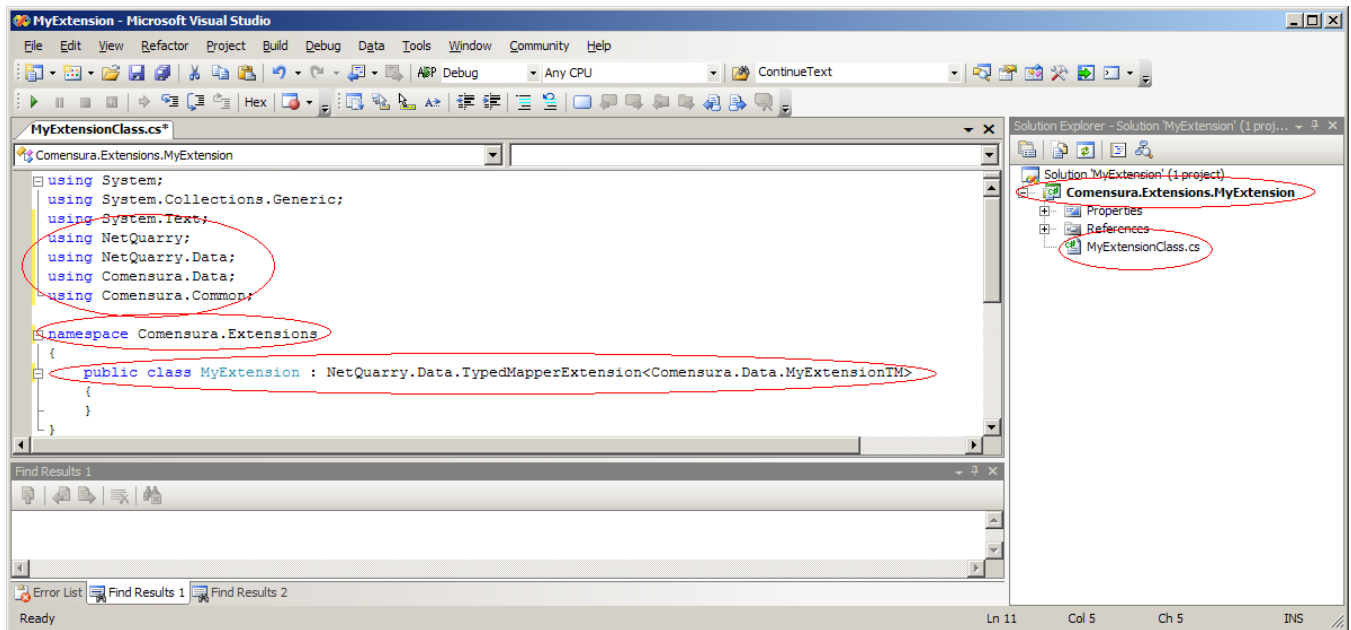 MyExtension - Microsoft Visual Studio
File Edit View Refactor Project Build Debug Data Tools Window Community Help
Debug Any CPU ContinueText
Hex
MyExtensionClass.cs*
Comensura.Extensions.MyExtension
using System;
using System.Collections.Generic;
using System.Text;
using NetQuarry;
using NetQuarry.Data;
using Comensura.Data;
using Comensura.Common;
namespace Comensura.Extensions
{
public class MyExtension : NetQuarry.Data.TypedMapperExtension<Comensura.Data.MyExtensionTM>
{
}
}
Solution Explorer - Solution 'MyExtension' (1 proj...
Solution 'MyExtension' (1 project)
Comensura.Extensions.MyExtension
Properties
References
MyExtensionClass.cs
Find Results 1
Error List Find Results 1 Find Results 2
Ready Ln 11 Col 5 Ch 5 INS